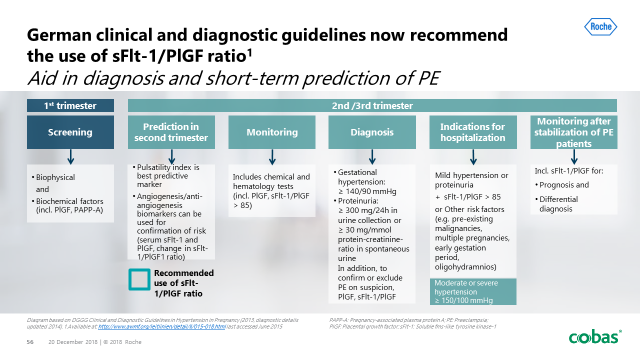 German clinical and diagnostic guidelines now recommend
the use of sFlt-1/PlGF ratio¹
Aid in diagnosis and short-term prediction of PE
Roche
1st trimester
2nd /3rd trimester
Screening
Prediction in
second trimester
Monitoring
Diagnosis
Indications for
hospitalization
Monitoring after
stabilization of PE
patients
• Biophysical
and
• Biochemical factors
(incl. PlGF, PAPP-A)
• Pulsatility index is
best predictive
marker
• Angiogenesis/anti-
angiogenesis
biomarkers can be
used for
confirmation of risk
(serum sFlt-1 and
PlGF, change in sFlt-
1/PlGF1 ratio)
Includes chemical and
hematology tests
(incl. PlGF, sFlt-1/PlGF
> 85)
• Gestational
hypertension:
≥ 140/90 mmHg
• Proteinuria:
≥ 300 mg/24h in
urine collection or
≥ 30 mg/mmol
protein-creatinine-
ratio in spontaneous
urine
In addition, to
confirm or exclude
PE on suspicion,
PlGF, sFlt-1/PlGF
Mild hypertension or
proteinuria
+ sFlt-1/PlGF > 85
or Other risk factors
(e.g. pre-existing
malignancies,
multiple pregnancies,
early gestation
period,
oligohydramnios)
Moderate or severe
hypertension
≥ 150/100 mmHg
Incl. sFlt-1/PlGF for:
• Prognosis and
• Differential
diagnosis
Recommended
use of sFlt-
1/PlGF ratio
Diagram based on DGGG Clinical and Diagnostic Guidelines in Hypertension in Pregnancy (2013, diagnostic details
updated 2014). 1.Available at: last accessed June 2015
PAPP-A: Pregnancy-associated plasma protein A; PE: Preeclampsia;
PlGF: Placental growth factor; sFlt-1: Soluble fms-like tyrosine kinase-1
56 20 December 2018 | © 2018 Roche
cobas®